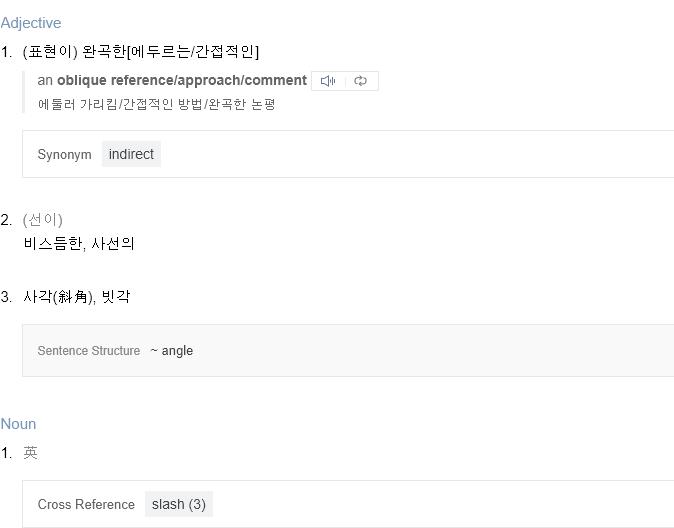 Adjective
1. (표현이) 완곡한[에두르는/간접적인]
an oblique reference/approach/comment
에둘러 가리킴/간접적인 방법/완곡한 논평
Synonym indirect
2. (선이)
비스듬한, 사선의
3. 사각(斜角), 빗각
Sentence Structure ~ angle
Noun
1. 英
Cross Reference slash (3)